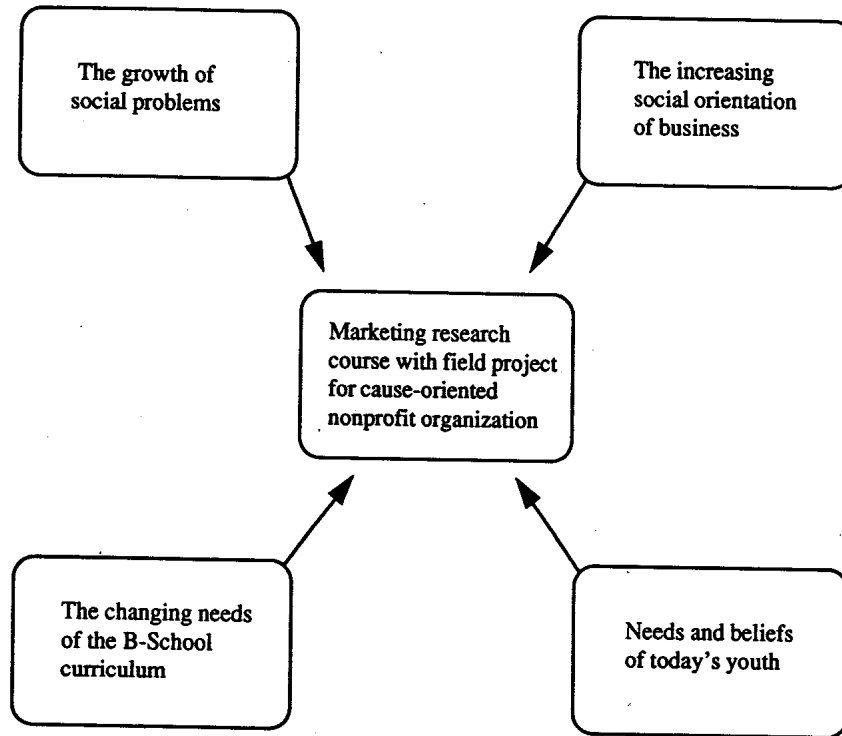 The growth of
social problems
The increasing
social orientation
of business
Marketing research
course with field project
for cause-oriented
nonprofit organization
The changing needs
of the B-School
curriculum
Needs and beliefs
of today's youth